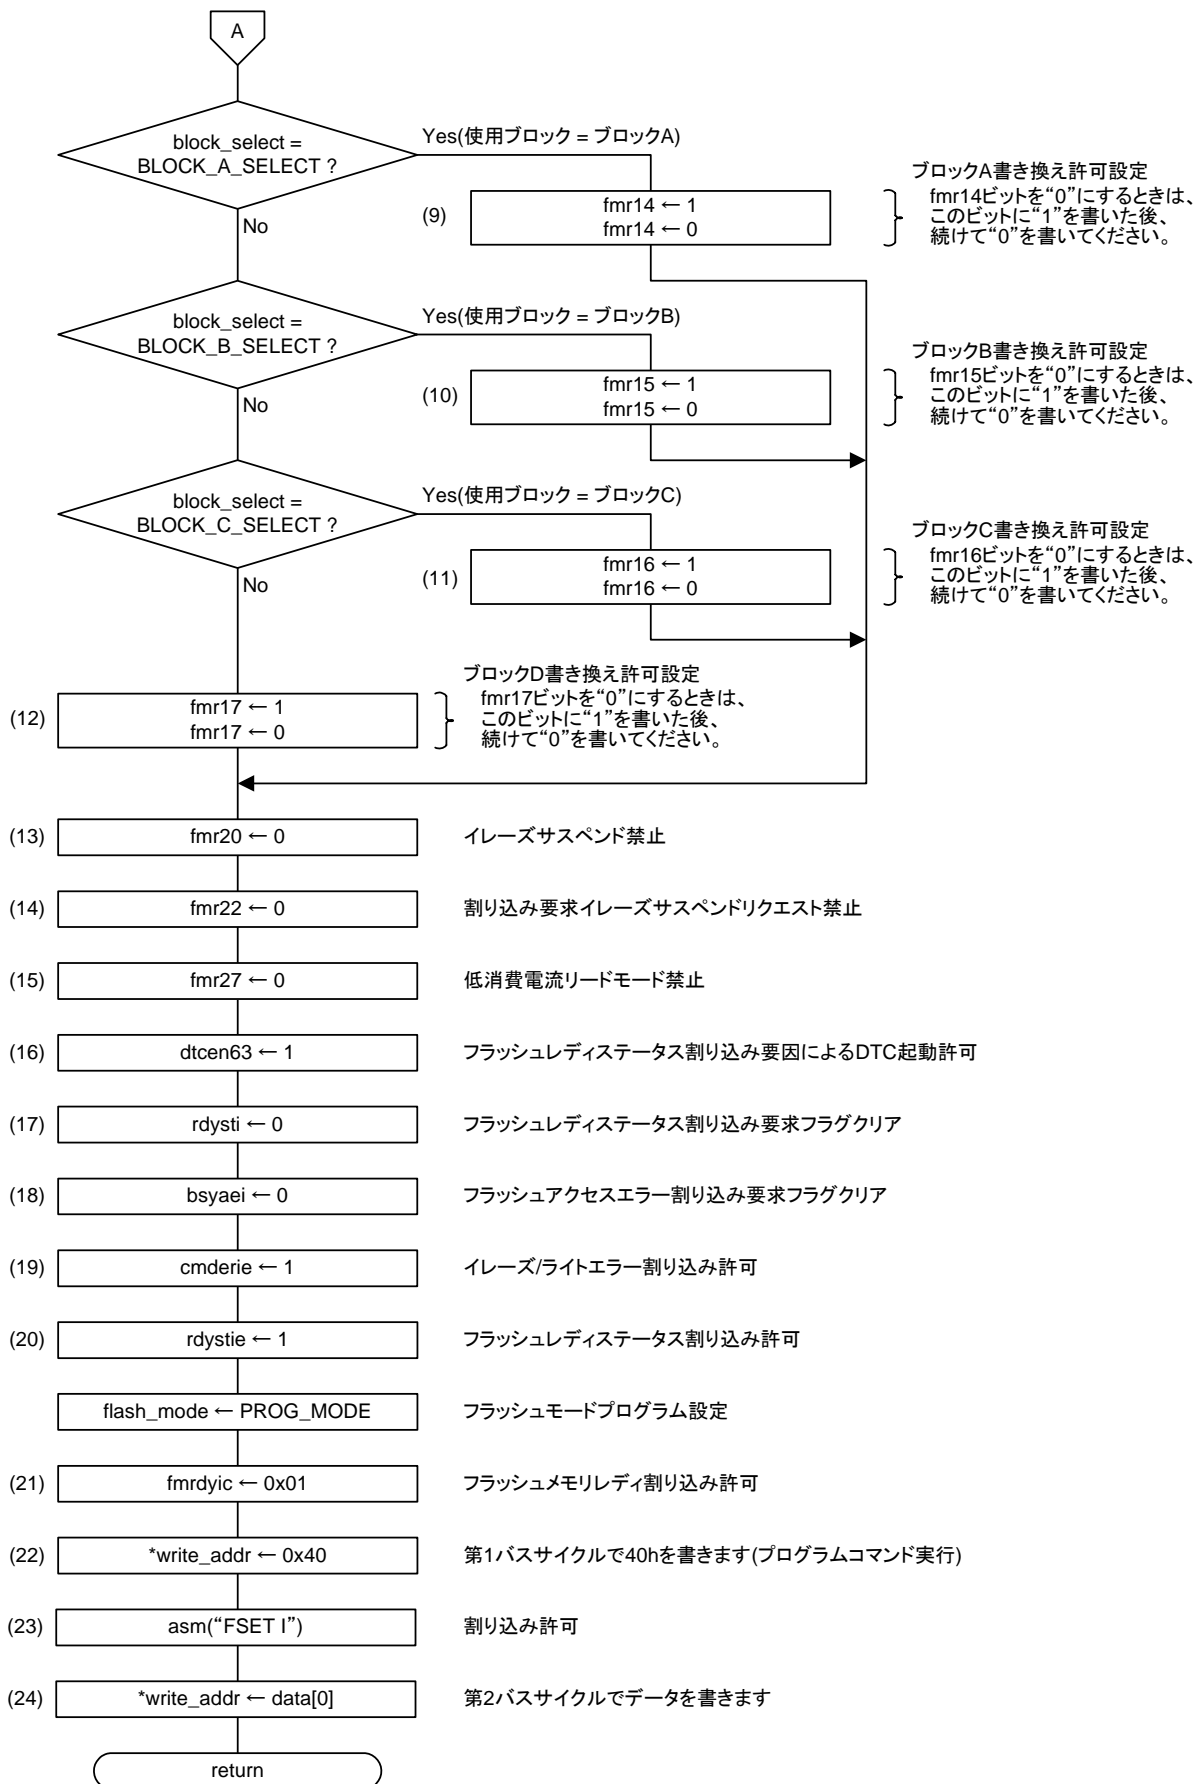 A
block_select =
BLOCK_A_SELECT ?
Yes(使用ブロック = ブロックA)
No
(9)
fmr14 ← 1
fmr14 ← 0
ブロックA書き換え許可設定
fmr14ビットを“0”にするときは、
このビットに“1”を書いた後、
続けて“0”を書いてください。
block_select =
BLOCK_B_SELECT ?
Yes(使用ブロック = ブロックB)
No
(10)
fmr15 ← 1
fmr15 ← 0
ブロックB書き換え許可設定
fmr15ビットを“0”にするときは、
このビットに“1”を書いた後、
続けて“0”を書いてください。
block_select =
BLOCK_C_SELECT ?
Yes(使用ブロック = ブロックC)
No
(11)
fmr16 ← 1
fmr16 ← 0
ブロックC書き換え許可設定
fmr16ビットを“0”にするときは、
このビットに“1”を書いた後、
続けて“0”を書いてください。
(12)
fmr17 ← 1
fmr17 ← 0
ブロックD書き換え許可設定
fmr17ビットを“0”にするときは、
このビットに“1”を書いた後、
続けて“0”を書いてください。
(13) fmr20 ← 0 イレーズサスペンド禁止
(14) fmr22 ← 0 割り込み要求イレーズサスペンドリクエスト禁止
(15) fmr27 ← 0 低消費電流リードモード禁止
(16) dtcen63 ← 1 フラッシュレディステータス割り込み要因によるDTC起動許可
(17) rdysti ← 0 フラッシュレディステータス割り込み要求フラグクリア
(18) bsyaei ← 0 フラッシュアクセスエラー割り込み要求フラグクリア
(19) cmderie ← 1 イレーズ/ライトエラー割り込み許可
(20) rdystie ← 1 フラッシュレディステータス割り込み許可
flash_mode ← PROG_MODE フラッシュモードプログラム設定
(21) fmrdyic ← 0x01 フラッシュメモリレディ割り込み許可
(22) *write_addr ← 0x40 第1バスサイクルで40hを書きます(プログラムコマンド実行)
(23) asm(“FSET I”) 割り込み許可
(24) *write_addr ← data[0] 第2バスサイクルでデータを書きます
return